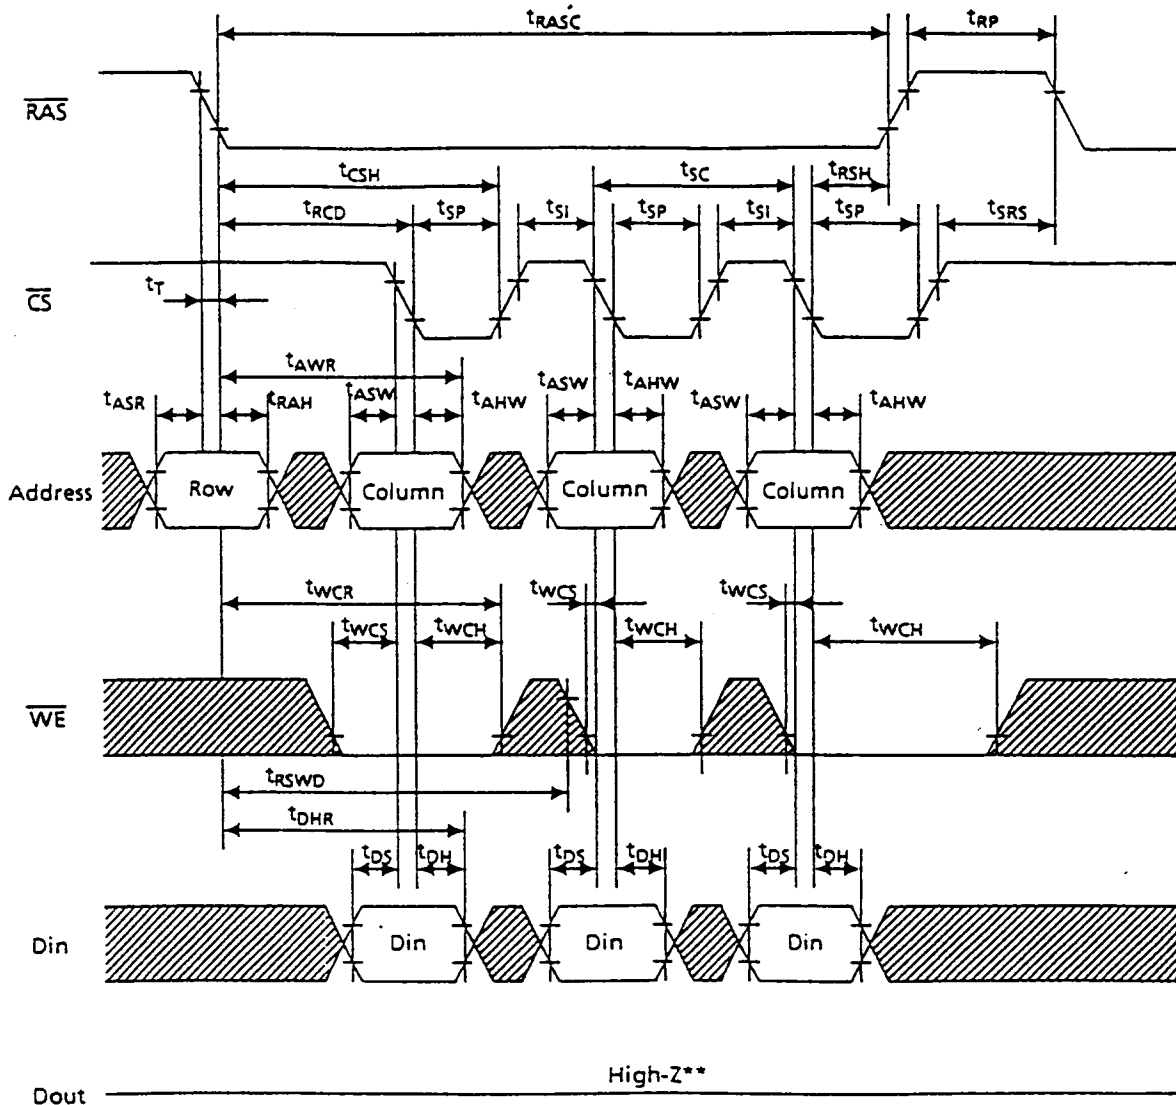 tRASC tRP
RAS
tCSH tSC tRSH
tRCD tSP tSI tSP tSI tSP tSRS
CS
tT
tAWR
tASR tRAH tASW tAHW tASW tAHW tASW tAHW
Address Row Column Column Column
tWCR tWCS tWCS
tWCS tWCH tWCH tWCH
WE
tRSWD
tDHR
tDS tDH tDS tDH tDS tDH
Din Din Din Din
High-Z**
Dout